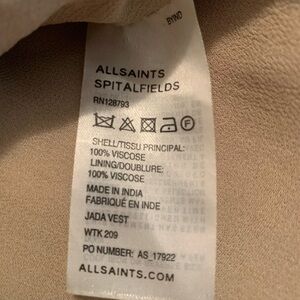 ALLSAINTS
SPITALFIELDS
RN128793
SHELL/TISSU PRINCIPAL:
100% VISCOSE
LINING/DOUBLURE:
100% VISCOSE
MADE IN INDIA
FABRIQUÉ EN INDE
JADA VEST
WTK 209
PO NUMBER: AS_17922
ALLSAINTS.COM